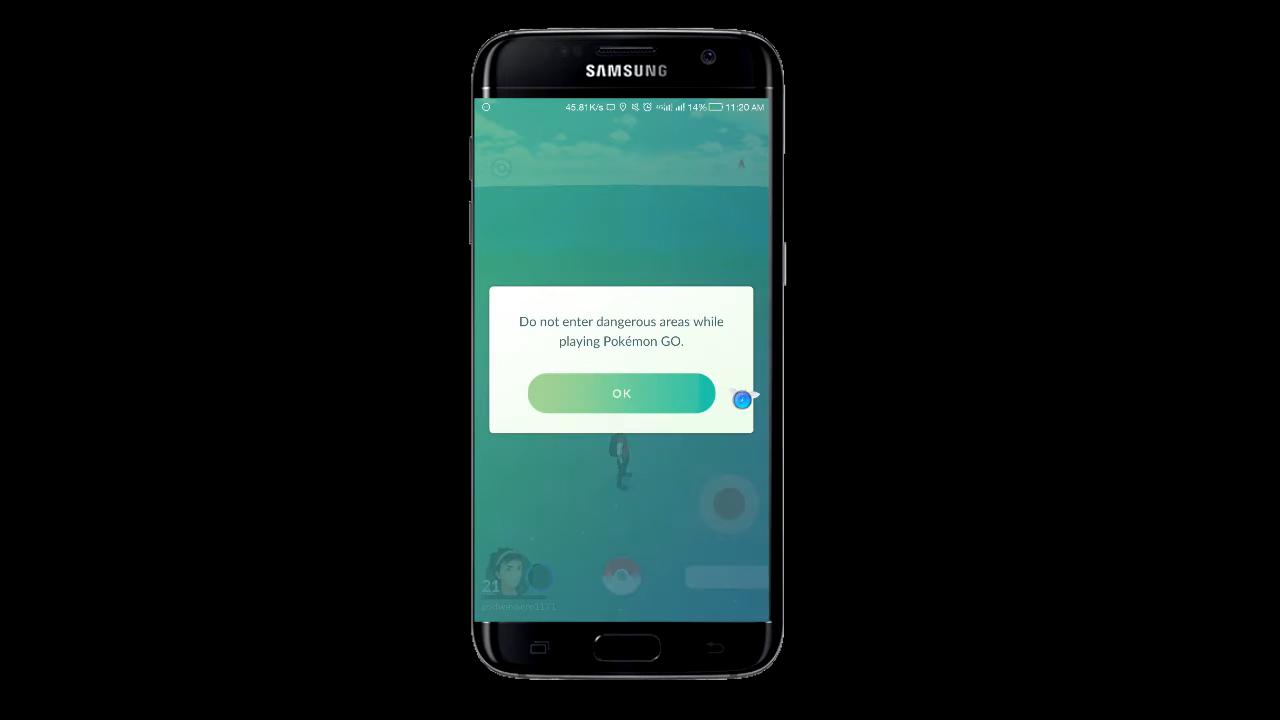 SAMSUNG
45.81K/s 14% 11:20 AM
Do not enter dangerous areas while
playing Pokémon GO.
OK
21